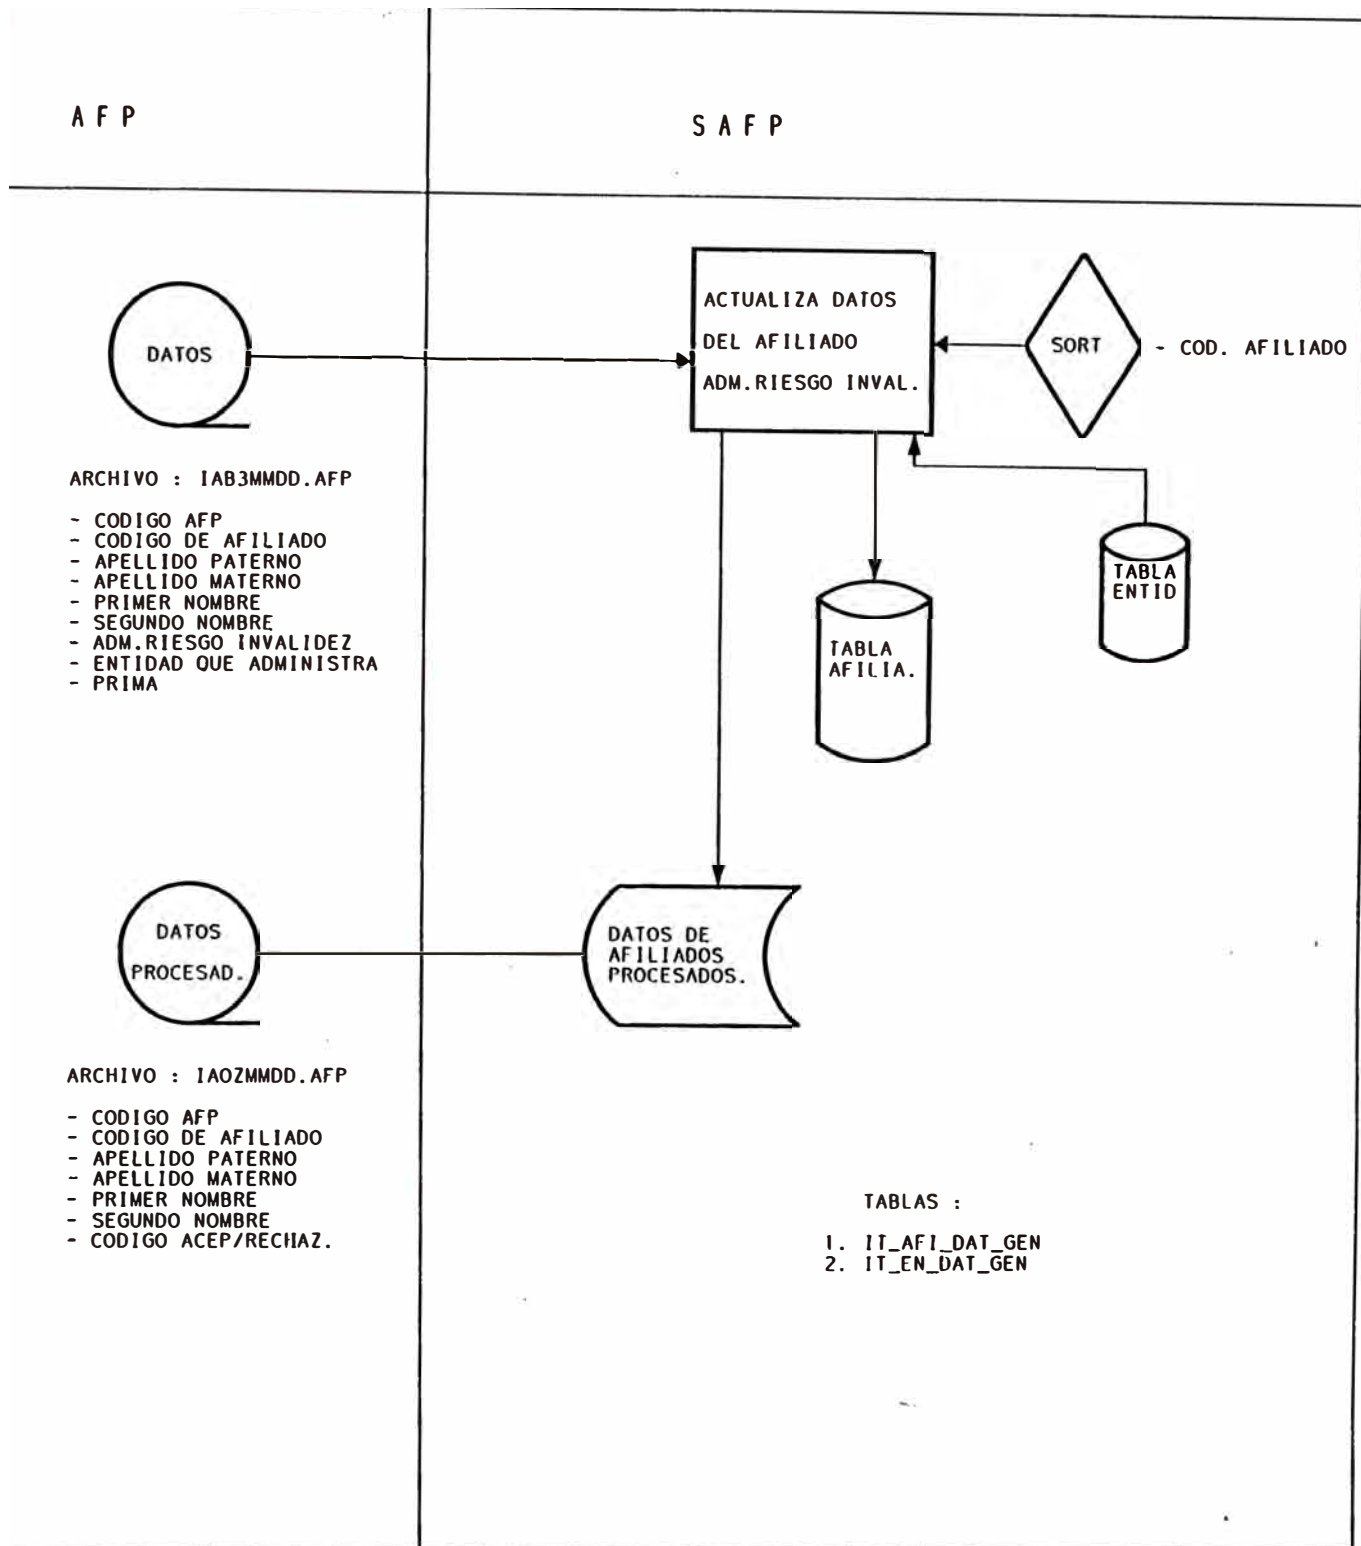 AFP
SAFP
DATOS
ACTUALIZA DATOS
DEL AFILIADO
ADM.RIESGO INVAL.
SORT
- COD. AFILIADO
ARCHIVO : IAB3MMDD.AFP
- CODIGO AFP
- CODIGO DE AFILIADO
- APELLIDO PATERNO
- APELLIDO MATERNO
- PRIMER NOMBRE
- SEGUNDO NOMBRE
- ADM.RIESGO INVALIDEZ
- ENTIDAD QUE ADMINISTRA
- PRIMA
TABLA
ENTID
TABLA
AFILIA.
DATOS
PROCESAD.
DATOS DE
AFILIADOS
PROCESADOS.
ARCHIVO : IAOZMMDD.AFP
- CODIGO AFP
- CODIGO DE AFILIADO
- APELLIDO PATERNO
- APELLIDO MATERNO
- PRIMER NOMBRE
- SEGUNDO NOMBRE
- CODIGO ACEP/RECHAZ.
TABLAS :
1. IT_AFI_DAT_GEN
2. IT_EN_DAT_GEN